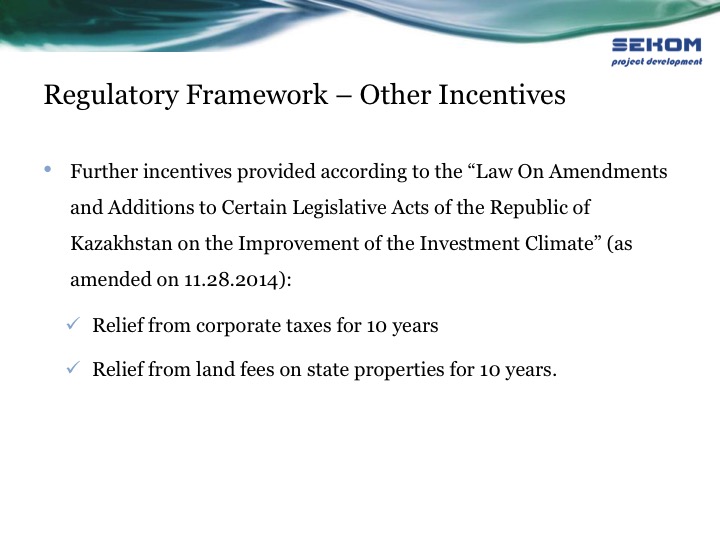 SEKOM
project development
Regulatory Framework – Other Incentives
• Further incentives provided according to the “Law On Amendments
and Additions to Certain Legislative Acts of the Republic of
Kazakhstan on the Improvement of the Investment Climate” (as
amended on 11.28.2014):
✓ Relief from corporate taxes for 10 years
✓ Relief from land fees on state properties for 10 years.